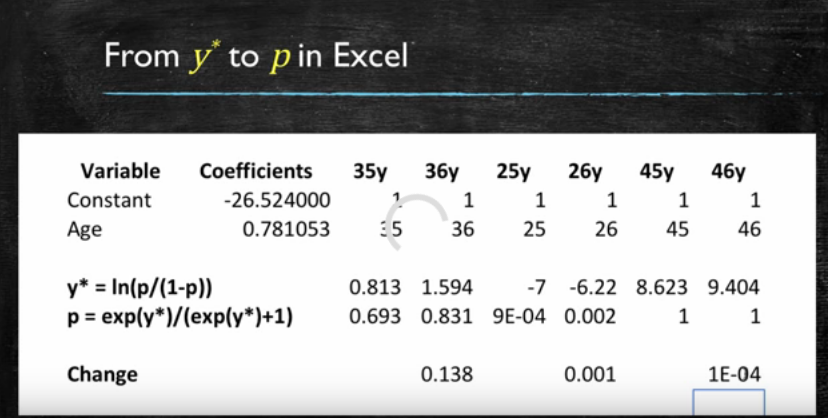 From y* to p in Excel
Variable Coefficients 35y 36y 25y 26y 45y 46y
Constant -26.524000 1 1 1 1 1 1
Age 0.781053 35 36 25 26 45 46
y* = ln(p/(1-p)) 0.813 1.594 -7 -6.22 8.623 9.404
p = exp(y*)/(exp(y*)+1) 0.693 0.831 9E-04 0.002 1 1
Change 0.138 0.001 1E-04